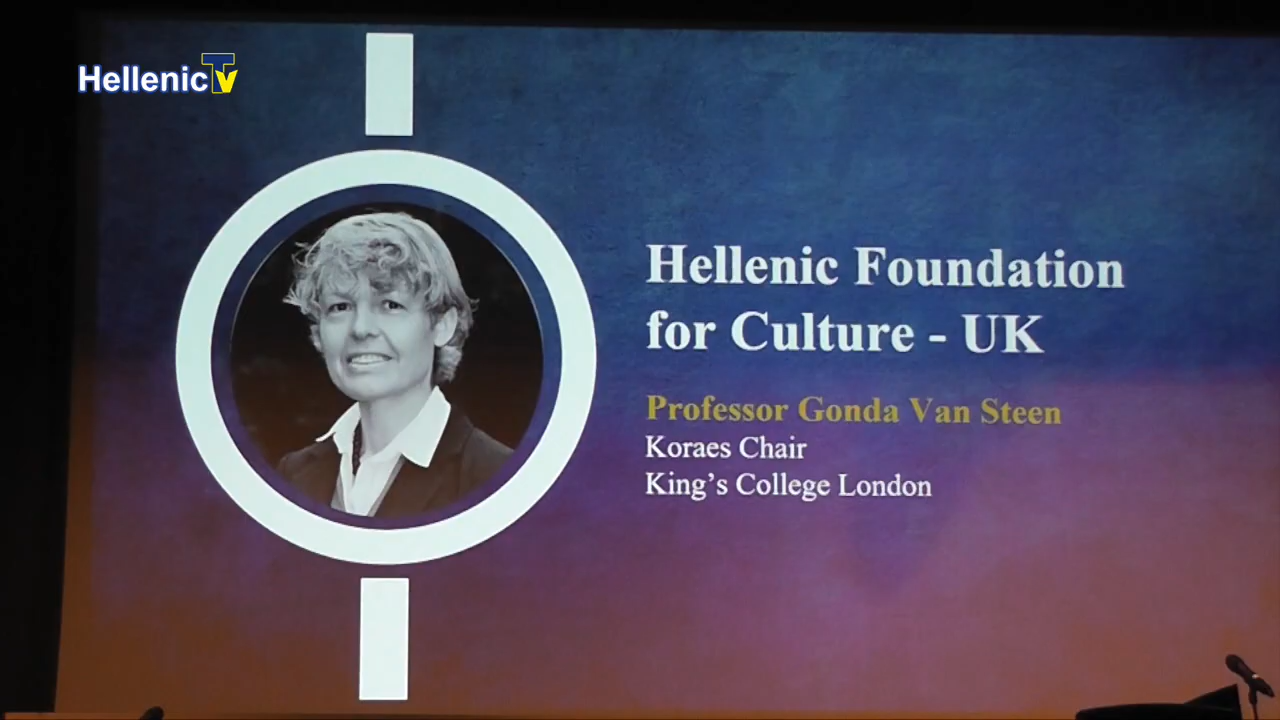 HellenicTv
Hellenic Foundation
for Culture - UK
Professor Gonda Van Steen
Koraes Chair
King's College London